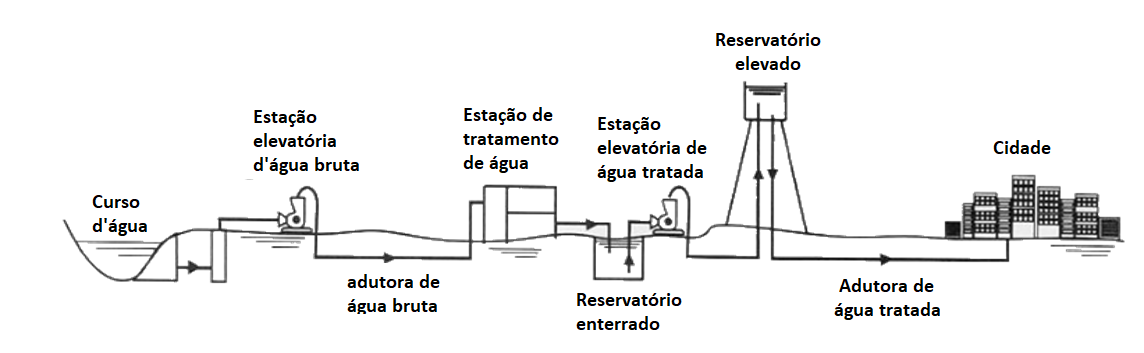 Curso
d'água
Estação
elevatória
d'água bruta
adutora de
água bruta
Estação de
tratamento
de água
Reservatório
enterrado
Estação
elevatória de
água tratada
Reservatório
elevado
Adutora de
água tratada
Cidade